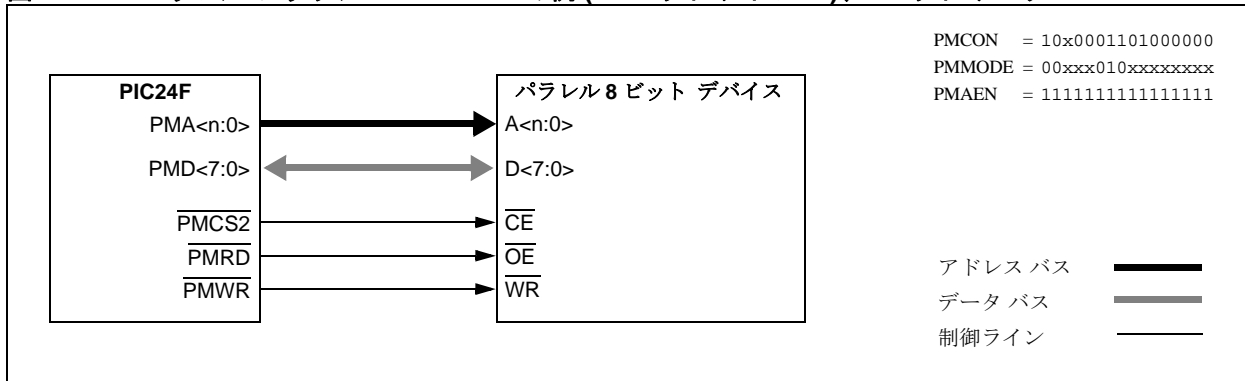 PMCON = 10x0001101000000
PMMODE = 00xxx010xxxxxxxx
PMAEN = 1111111111111111
PIC24F
パラレル 8 ビット デバイス
PMA<n:0>
A<n:0>
PMD<7:0>
D<7:0>
PMCS2
CE
PMRD
OE
PMWR
WR
アドレス バス
データ バス
制御ライン